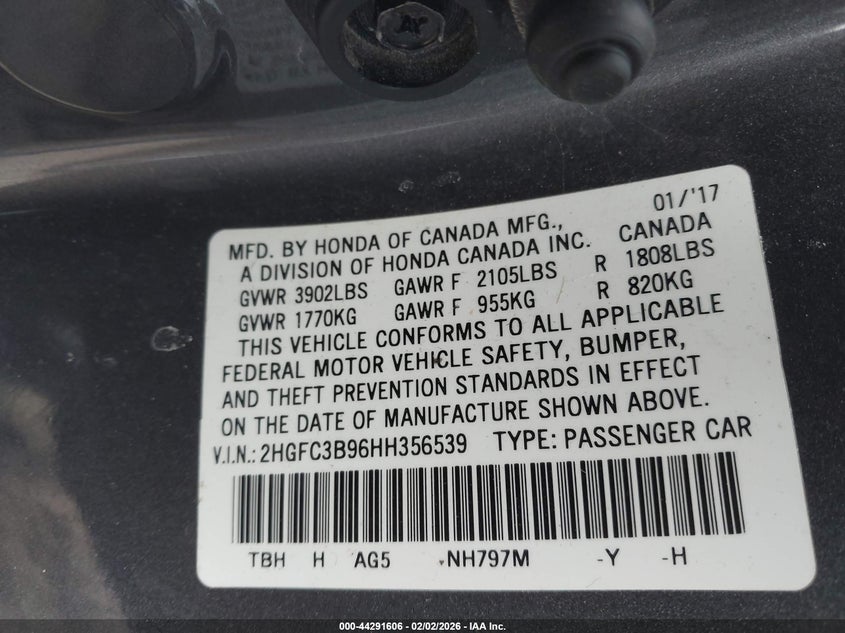 01/'17
MFD. BY HONDA OF CANADA MFG., CANADA
A DIVISION OF HONDA CANADA INC.
GVWR 3902LBS GAWR F 2105LBS R 1808LBS
GVWR 1770KG GAWR F 955KG R 820KG
THIS VEHICLE CONFORMS TO ALL APPLICABLE
FEDERAL MOTOR VEHICLE SAFETY, BUMPER,
AND THEFT PREVENTION STANDARDS IN EFFECT
ON THE DATE OF MANUFACTURE SHOWN ABOVE.
V.I.N.: 2HGFC3B96HH356539 TYPE: PASSENGER CAR
TBH H AG5 NH797M -Y -H
000-44291606 - 02/02/2026 - IAA Inc.